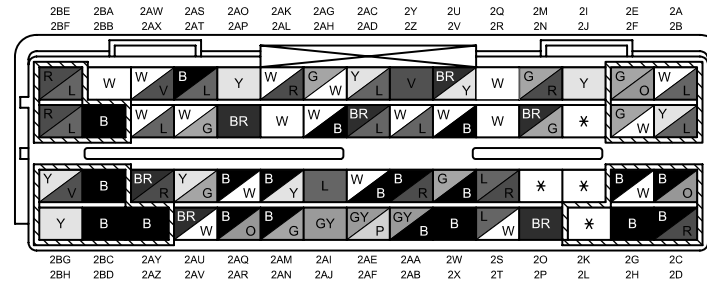 2BE 2BA 2AW 2AS 2AO 2AK 2AG 2AC 2Y 2U 2Q 2M 2I 2E 2A
2BF 2BB 2AX 2AT 2AP 2AL 2AH 2AD 2Z 2V 2R 2N 2J 2F 2B
R L W W V B L Y W R G W Y L V BR Y W G R Y G O W L
R L B W L W G BR W W B BR L W L W B W BR G * G W Y L
Y V B BR R Y G B W B Y L W B B R G B L R * * B W B O
Y B B BR W B O B G GY GY P GY B B L W BR * B B R
2BG 2BC 2AY 2AU 2AQ 2AM 2AI 2AE 2AA 2W 2S 2O 2K 2G 2C
2BH 2BD 2AZ 2AV 2AR 2AN 2AJ 2AF 2AB 2X 2T 2P 2L 2H 2D